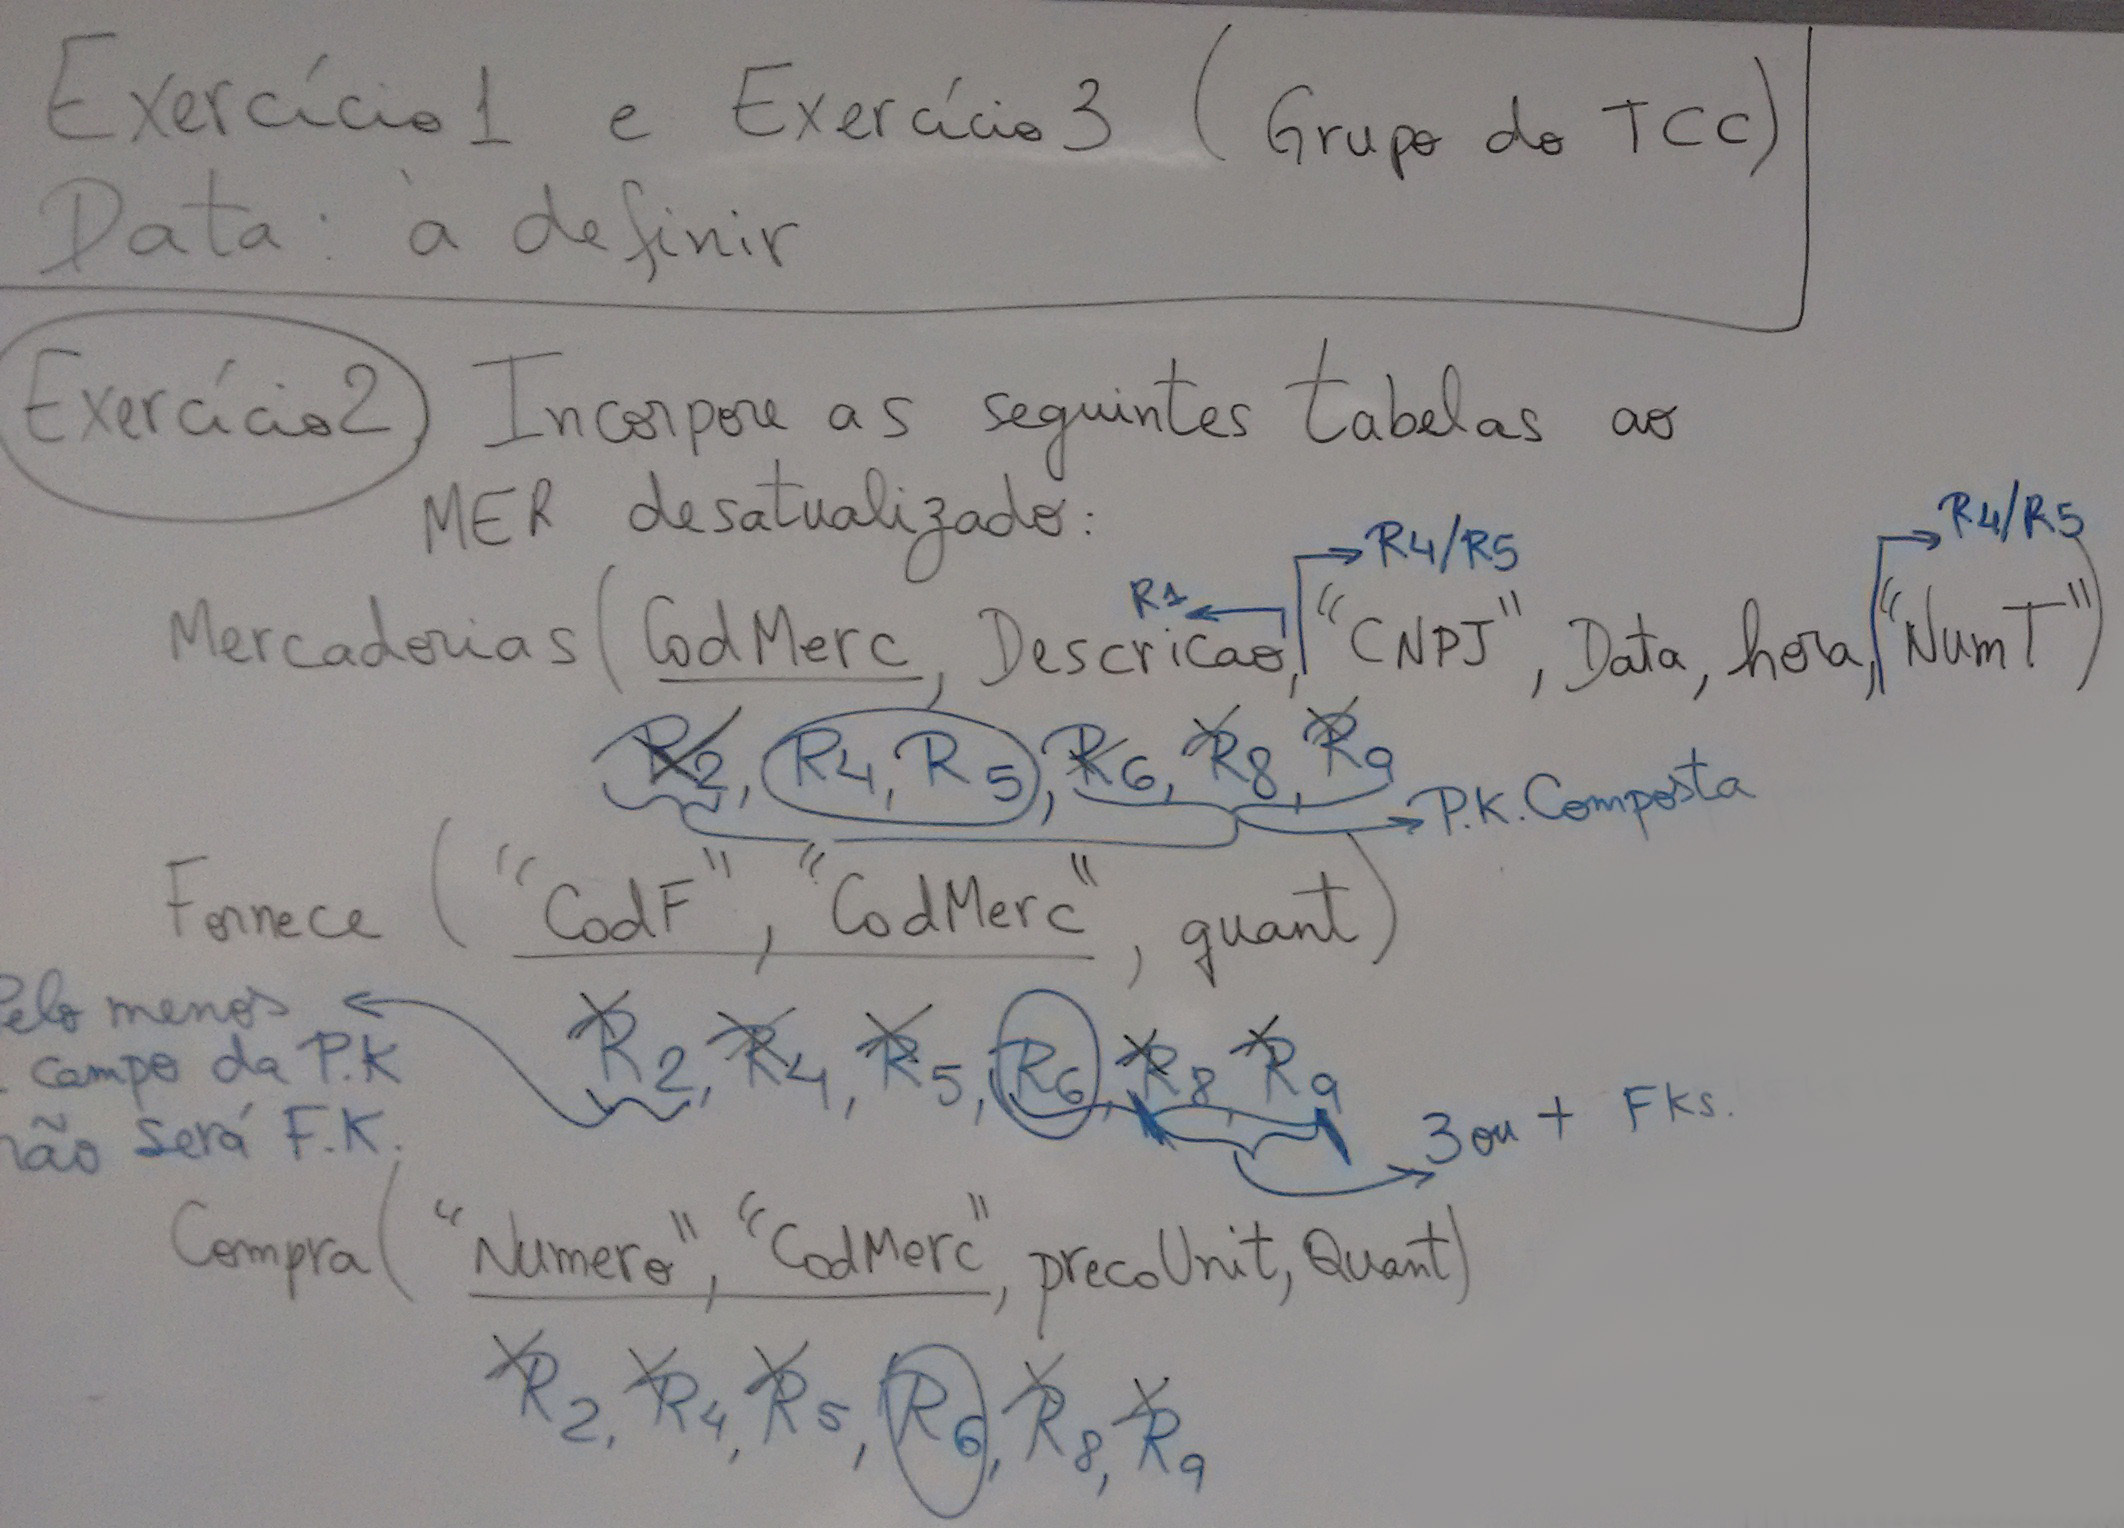 Exercício 1 e Exercício 3 (Grupo do TCC)
Data: à definir
Exercício 2) Incorpore as seguintes tabelas ao
MER desatualizado:
R1 R4/R5 R4/R5
Mercadorias (CodMerc, Descricao, "CNPJ", Data, hora, "NumT")
R2, R4, R5, R6, R8, R9
P.K. Composta
Fornece ("CodF", "CodMerc", quant)
Pelo menos
campo da P.K
não será F.K.
R2, R4, R5, R6, R8, R9
3 ou + FKs.
Compra ("Numero", "CodMerc", precoUnit, Quant)
R2, R4, R5, R6, R8, R9